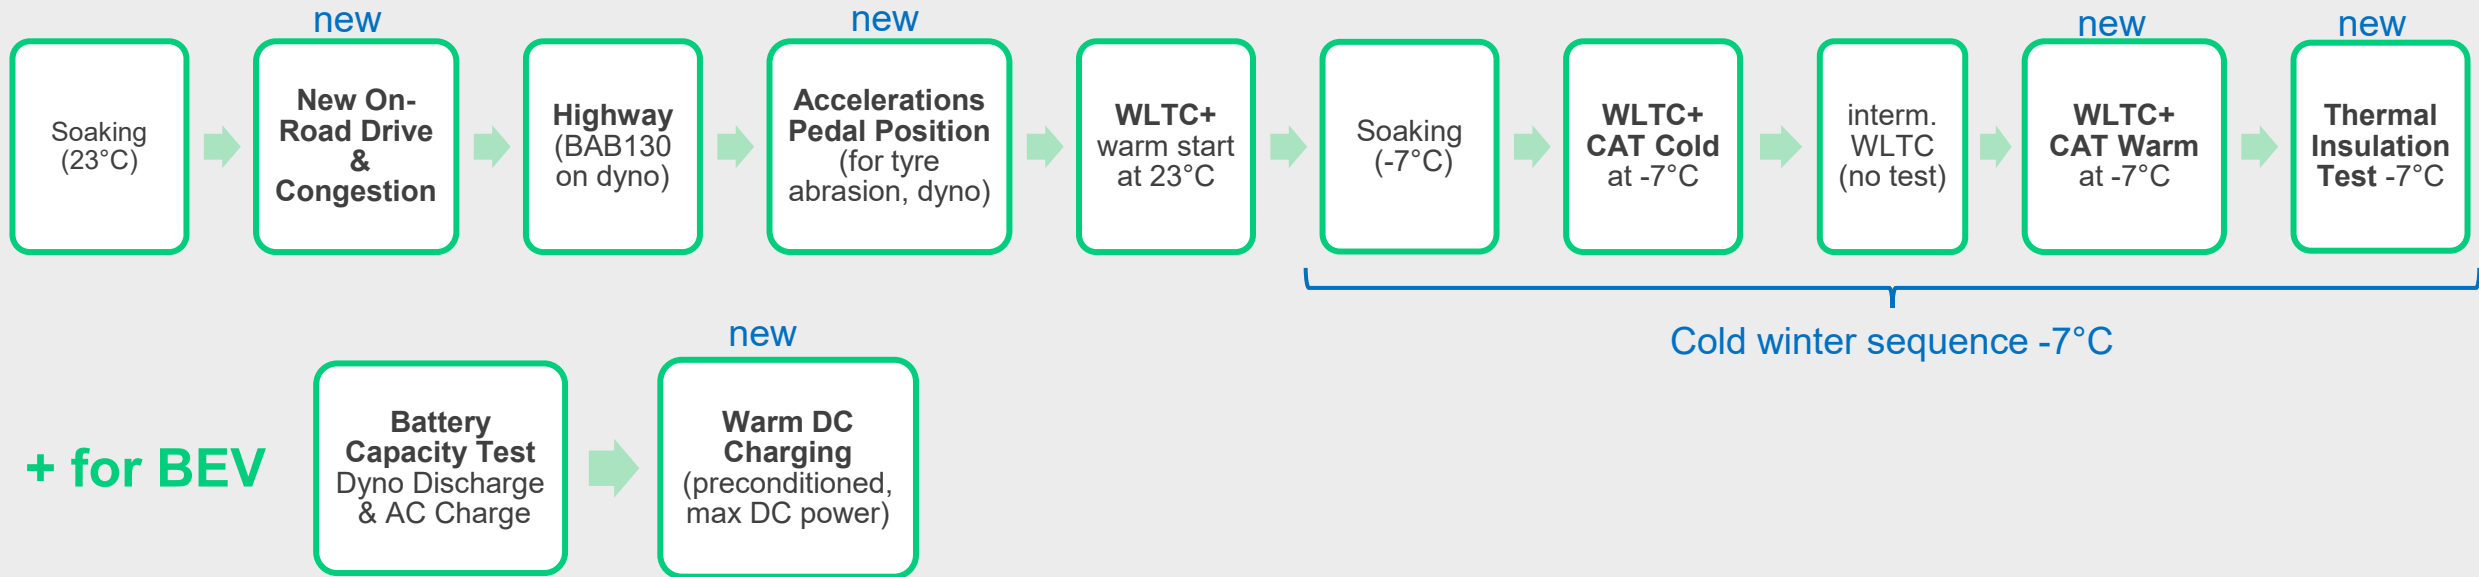 new
new
new
new
Soaking
(23°C)
New On-
Road Drive
&
Congestion
Highway
(BAB130
on dyno)
Accelerations
Pedal Position
(for tyre
abrasion, dyno)
WLTC+
warm start
at 23°C
Soaking
(-7°C)
WLTC+
CAT Cold
at -7°C
interm.
WLTC
(no test)
WLTC+
CAT Warm
at -7°C
Thermal
Insulation
Test -7°C
Cold winter sequence -7°C
new
+ for BEV
Battery
Capacity Test
Dyno Discharge
& AC Charge
Warm DC
Charging
(preconditioned,
max DC power)